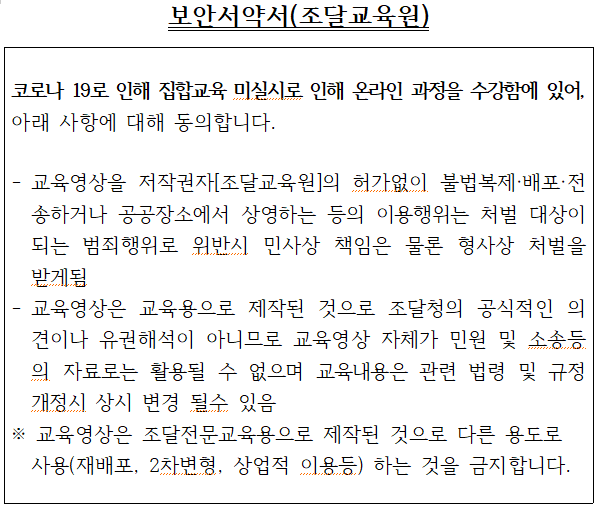 보안서약서(조달교육원)
코로나 19로 인해 집합교육 미실시로 인해 온라인 과정을 수강함에 있어,
아래 사항에 대해 동의합니다.
- 교육영상을 저작권자[조달교육원]의 허가없이 불법복제·배포·전
송하거나 공공장소에서 상영하는 등의 이용행위는 처벌 대상이
되는 범죄행위로 위반시 민사상 책임은 물론 형사상 처벌을
받게됨
- 교육영상은 교육용으로 제작된 것으로 조달청의 공식적인 의
견이나 유권해석이 아니므로 교육영상 자체가 민원 및 소송등
의 자료로는 활용될 수 없으며 교육내용은 관련 법령 및 규정
개정시 상시 변경 될수 있음
※ 교육영상은 조달전문교육용으로 제작된 것으로 다른 용도로
사용(재배포, 2차변형, 상업적 이용등) 하는 것을 금지합니다.